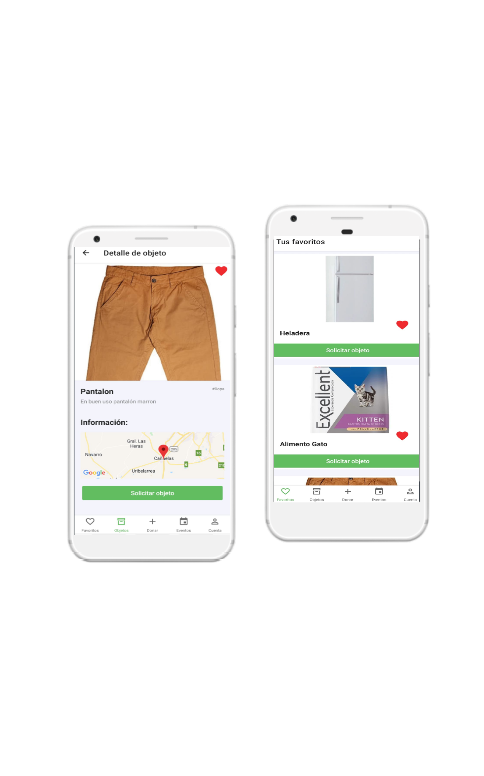 Detalle de objeto
Pantalon
En buen uso pantalón marron
Información:
Gral. Las
Heras
Navarro
Cañuelas
Uribelarrea
Google
Solicitar objeto
Favoritos
Objetos
Donar
Eventos
Cuenta
Tus favoritos
Heladera
Solicitar objeto
Excellent
KITTEN
Alimento Gato
Solicitar objeto
Favoritos
Objetos
Donar
Eventos
Cuenta